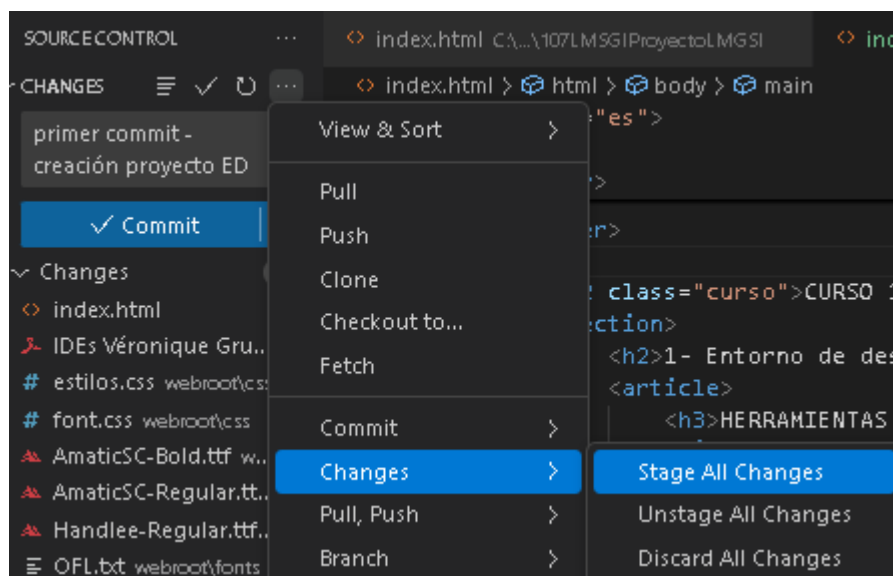 SOURCE CONTROL ...
index.html C:\...\107LMSGIProyectoLMGSI
CHANGES ...
index.html > html > body > main
primer commit -
creación proyecto ED
Commit
Changes
index.html
IDEs Véronique Gru...
estilos.css webroot\cs
font.css webroot\css
AmaticSC-Bold.ttf w...
AmaticSC-Regular.tt...
Handlee-Regular.ttf...
OFL.txt webroot\fonts
View & Sort >
Pull
Push
Clone
Checkout to...
Fetch
Commit >
Changes >
Pull, Push >
Branch >
Stage All Changes
Unstage All Changes
Discard All Changes
"es">
class="curso">CURSO
<h2>1- Entorno de des
<article>
<h3>HERRAMIENTAS